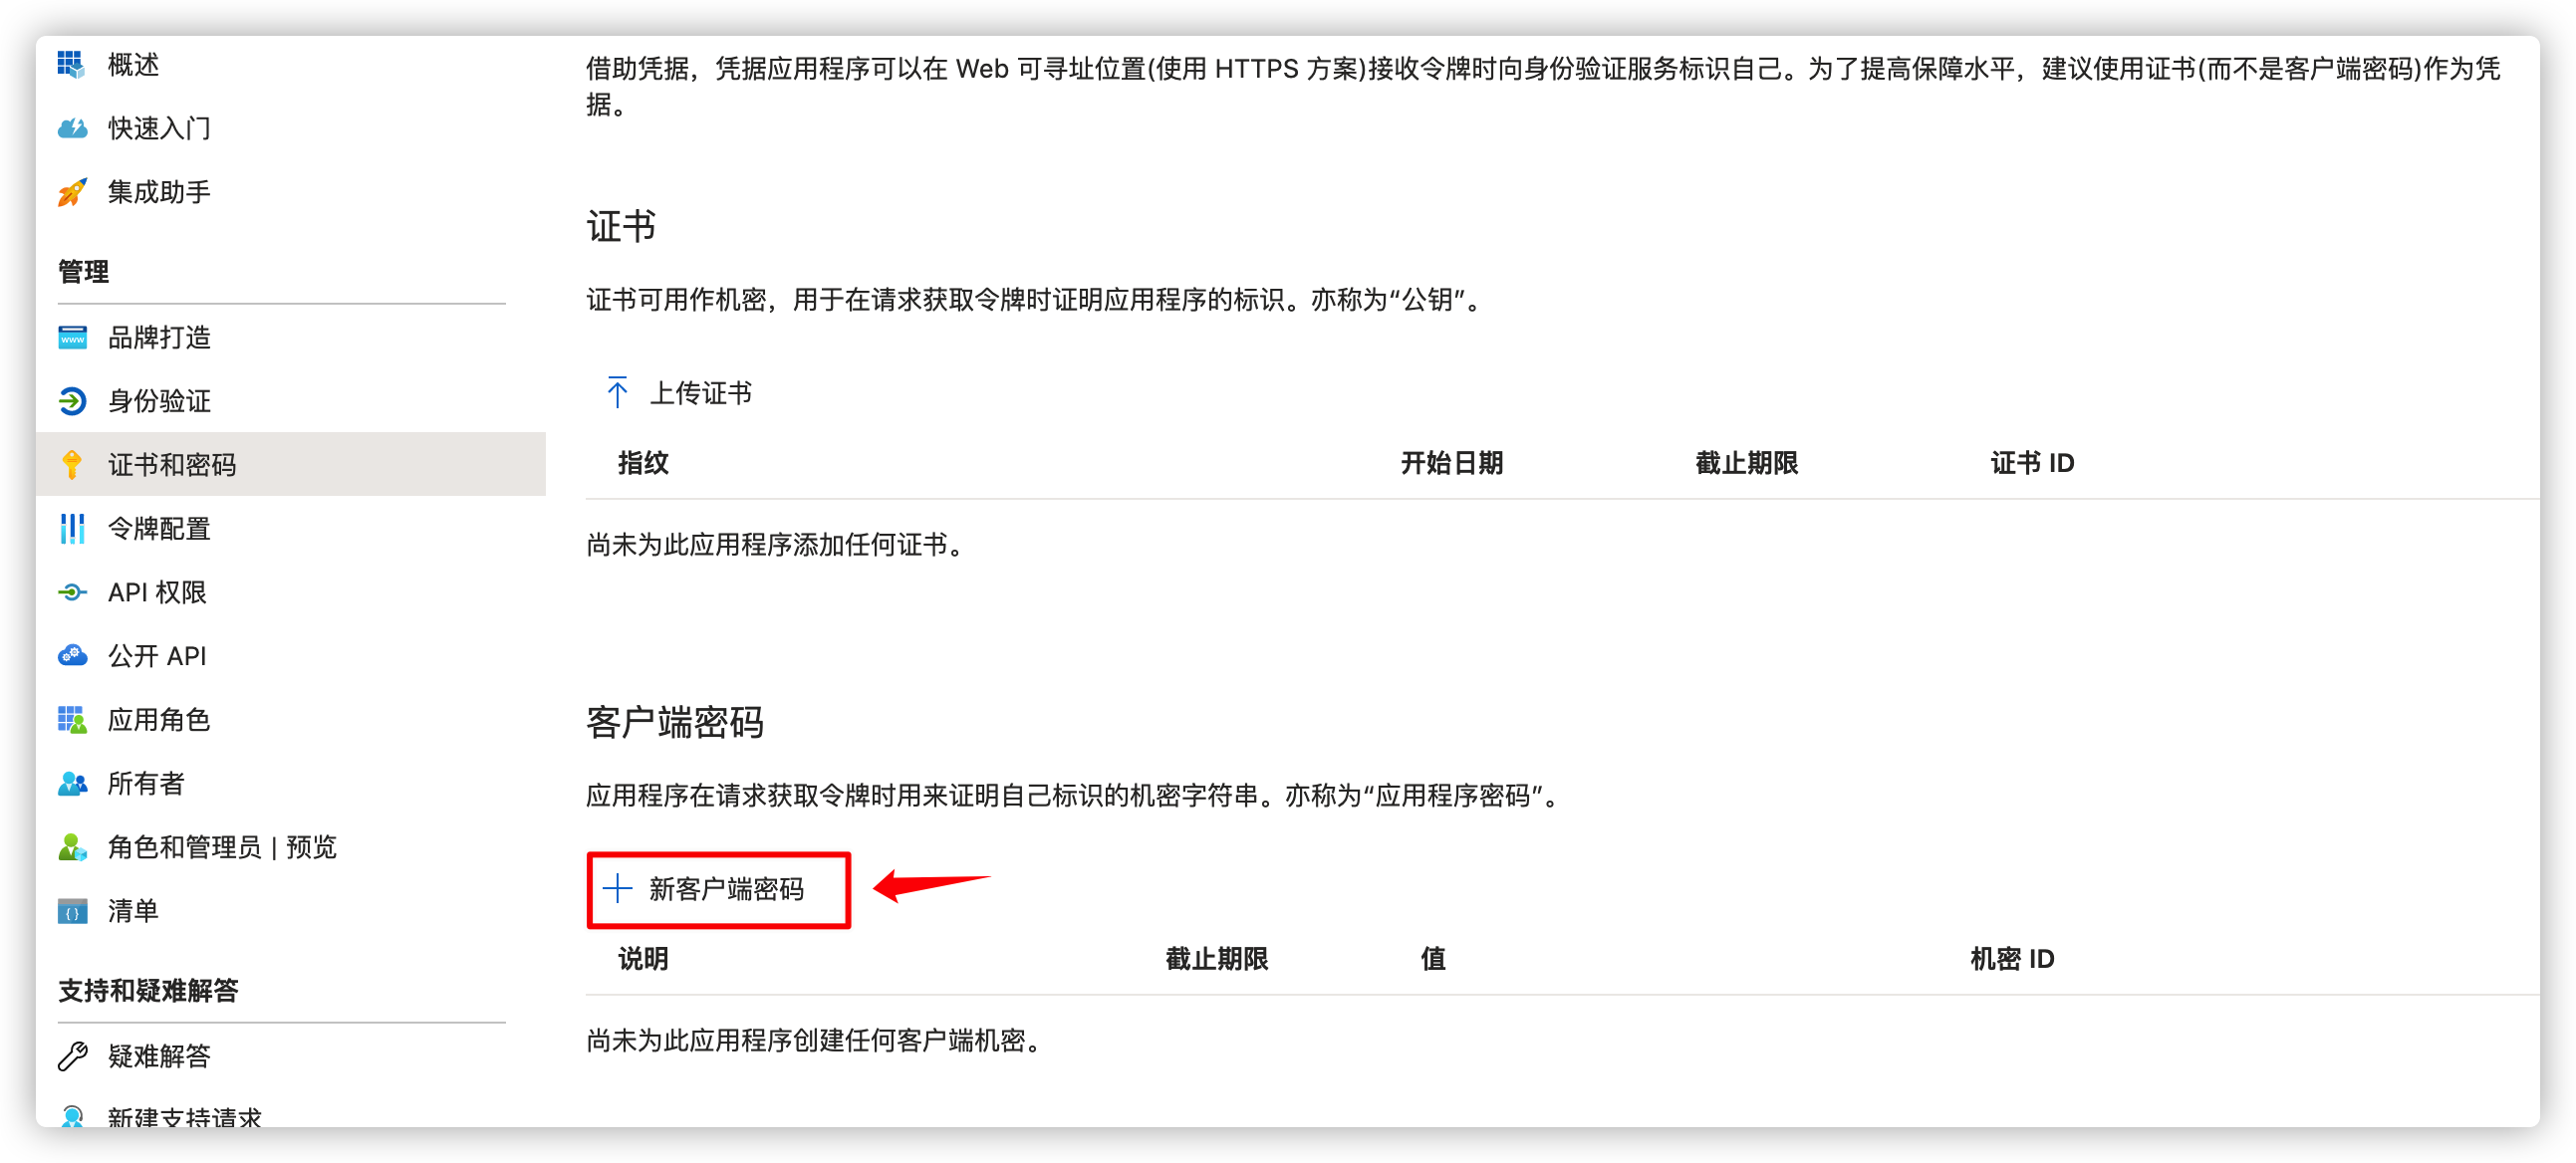 概述
快速入门
集成助手
管理
品牌打造
身份验证
证书和密码
令牌配置
API 权限
公开 API
应用角色
所有者
角色和管理员 | 预览
清单
支持和疑难解答
疑难解答
新建支持请求
借助凭据，凭据应用程序可以在 Web 可寻址位置(使用 HTTPS 方案)接收令牌时向身份验证服务标识自己。为了提高保障水平，建议使用证书(而不是客户端密码)作为凭
据。
证书
证书可用作机密，用于在请求获取令牌时证明应用程序的标识。亦称为“公钥”。
上传证书
指纹 开始日期 截止期限 证书 ID
尚未为此应用程序添加任何证书。
客户端密码
应用程序在请求获取令牌时用来证明自己标识的机密字符串。亦称为“应用程序密码”。
新客户端密码
说明 截止期限 值 机密 ID
尚未为此应用程序创建任何客户端机密。